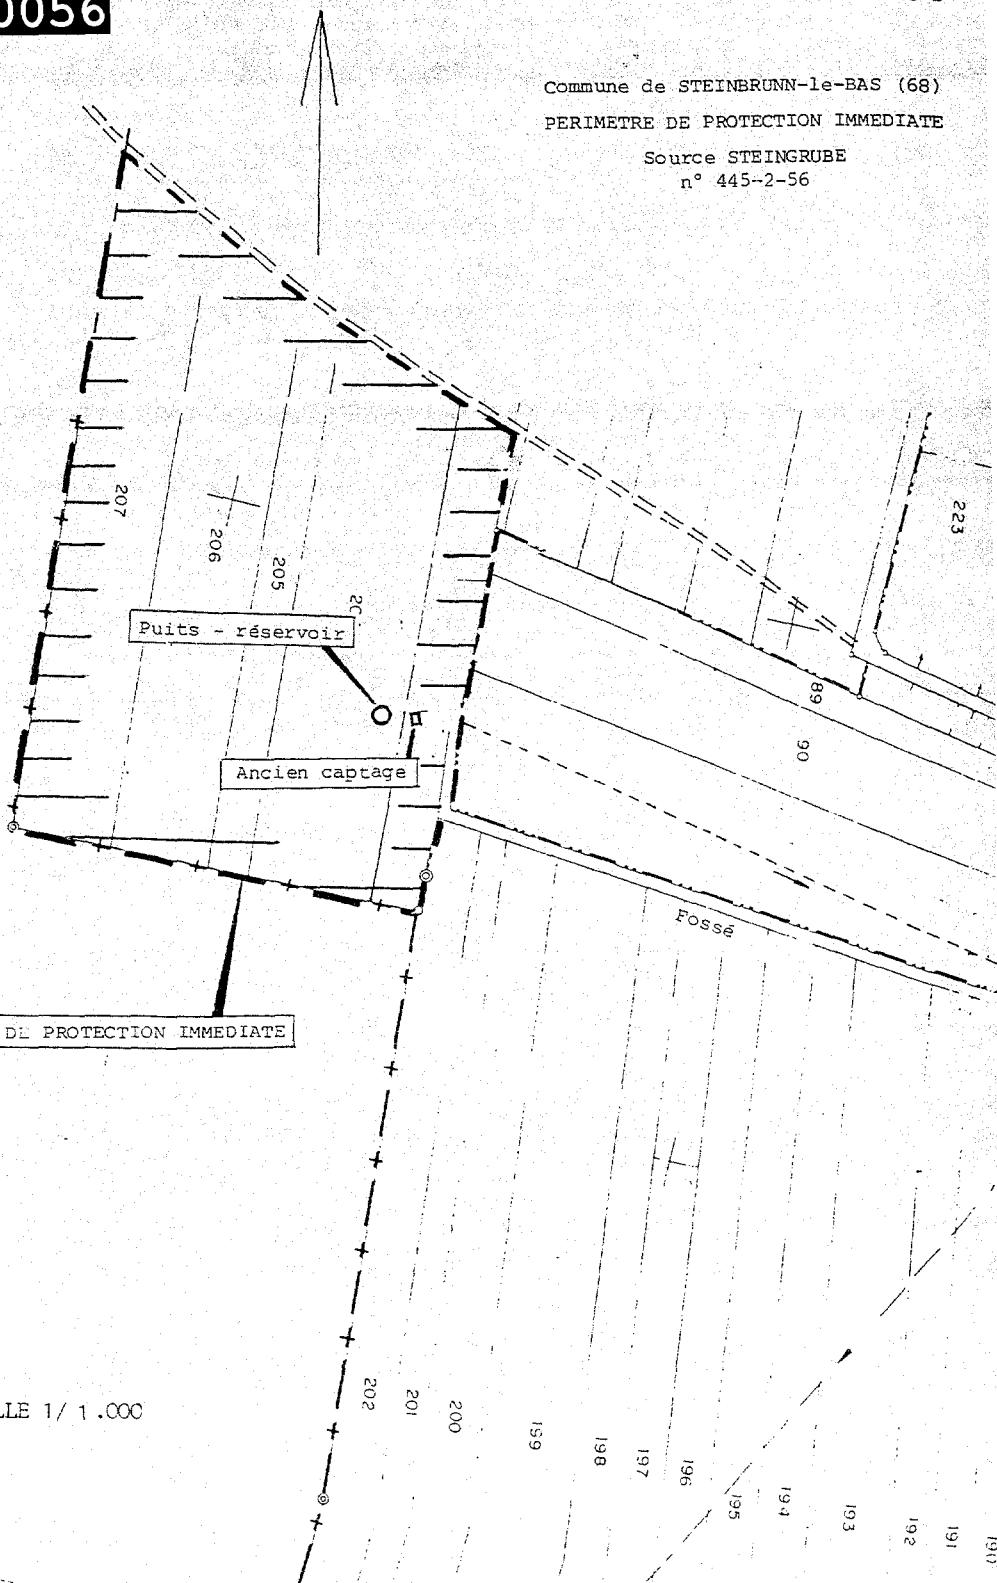 0056
Commune de STEINBRUNN-le-BAS (68)
PERIMETRE DE PROTECTION IMMEDIATE
Source STEINGRUBE
n° 445-2-56
223
207
206
205
20
Puits - réservoir
89
90
Ancien captage
Fossé
DE PROTECTION IMMEDIATE
LLE 1/ 1.000
202
201
200
199
198
197
196
195
194
193
192
191
190